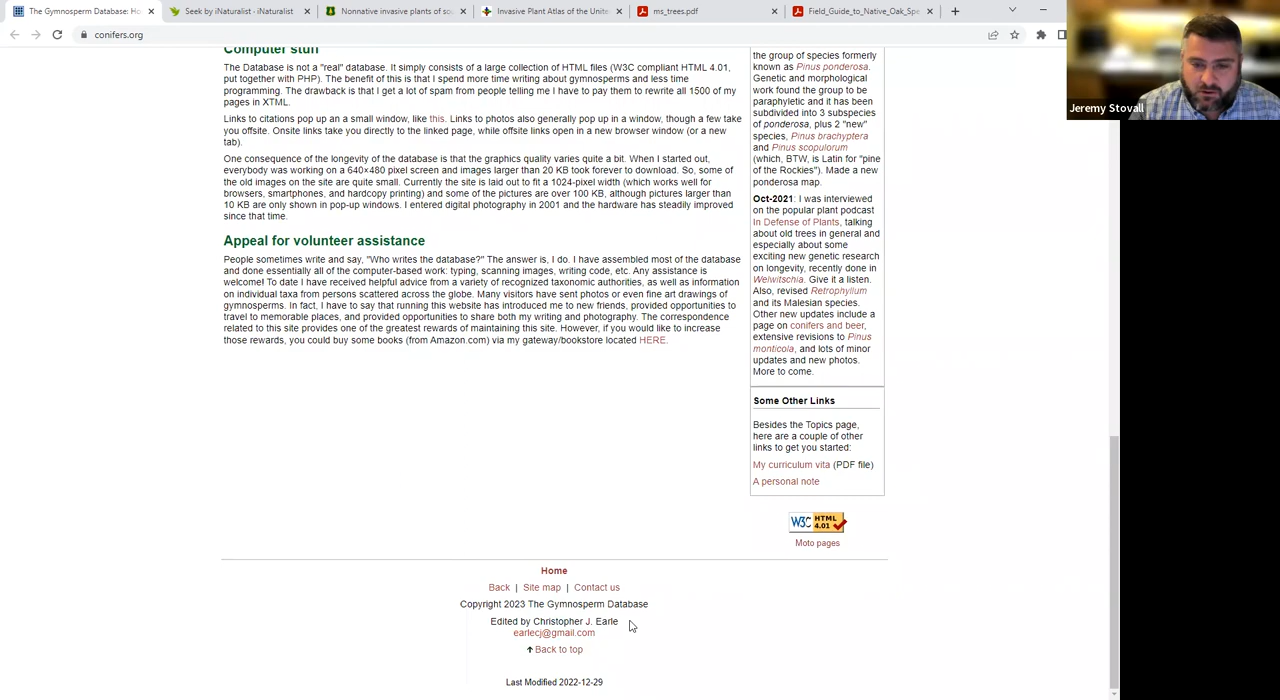 The Gymnosperm Database: Ho
Seek by iNaturalist - iNaturalist
Nonnative invasive plants of so
Invasive Plant Atlas of the Unite
ms_trees.pdf
Field_Guide_to_Native_Oak_Spe
conifers.org
Jeremy Stovall
Computer stuff
The Database is not a "real" database. It simply consists of a large collection of HTML files (W3C compliant HTML 4.01,
put together with PHP). The benefit of this is that I spend more time writing about gymnosperms and less time
programming. The drawback is that I get a lot of spam from people telling me I have to pay them to rewrite all 1500 of my
pages in XTML.
Links to citations pop up an a small window, like this. Links to photos also generally pop up in a window, though a few take
you offsite. Onsite links take you directly to the linked page, while offsite links open in a new browser window (or a new
tab).
One consequence of the longevity of the database is that the graphics quality varies quite a bit. When I started out,
everybody was working on a 640×480 pixel screen and images larger than 20 KB took forever to download. So, some of
the old images on the site are quite small. Currently the site is laid out to fit a 1024-pixel width (which works well for
browsers, smartphones, and hardcopy printing) and some of the pictures are over 100 KB, although pictures larger than
10 KB are only shown in pop-up windows. I entered digital photography in 2001 and the hardware has steadily improved
since that time.
Appeal for volunteer assistance
People sometimes write and say, "Who writes the database?" The answer is, I do. I have assembled most of the database
and done essentially all of the computer-based work: typing, scanning images, writing code, etc. Any assistance is
welcome! To date I have received helpful advice from a variety of recognized taxonomic authorities, as well as information
on individual taxa from persons scattered across the globe. Many visitors have sent photos or even fine art drawings of
gymnosperms. In fact, I have to say that running this website has introduced me to new friends, provided opportunities to
travel to memorable places, and provided opportunities to share both my writing and photography. The correspondence
related to this site provides one of the greatest rewards of maintaining this site. However, if you would like to increase
those rewards, you could buy some books (from Amazon.com) via my gateway/bookstore located HERE.
the group of species formerly
known as Pinus ponderosa.
Genetic and morphological
work found the group to be
paraphyletic and it has been
subdivided into 3 subspecies
of ponderosa, plus 2 "new"
species, Pinus brachyptera
and Pinus scopulorum
(which, BTW, is Latin for "pine
of the Rockies"). Made a new
ponderosa map.
Oct-2021: I was interviewed
on the popular plant podcast
In Defense of Plants, talking
about old trees in general and
especially about some
exciting new genetic research
on longevity, recently done in
Welwitschia. Give it a listen.
Also, revised Retrophyllum
and its Malesian species.
Other new updates include a
page on conifers and beer,
extensive revisions to Pinus
monticola, and lots of minor
updates and new photos.
More to come.
Some Other Links
Besides the Topics page,
here are a couple of other
links to get you started:
My curriculum vita (PDF file)
A personal note
W3C HTML 4.01
Moto pages
Home
Back | Site map | Contact us
Copyright 2023 The Gymnosperm Database
Edited by Christopher J. Earle
earlecj@gmail.com
Back to top
Last Modified 2022-12-29